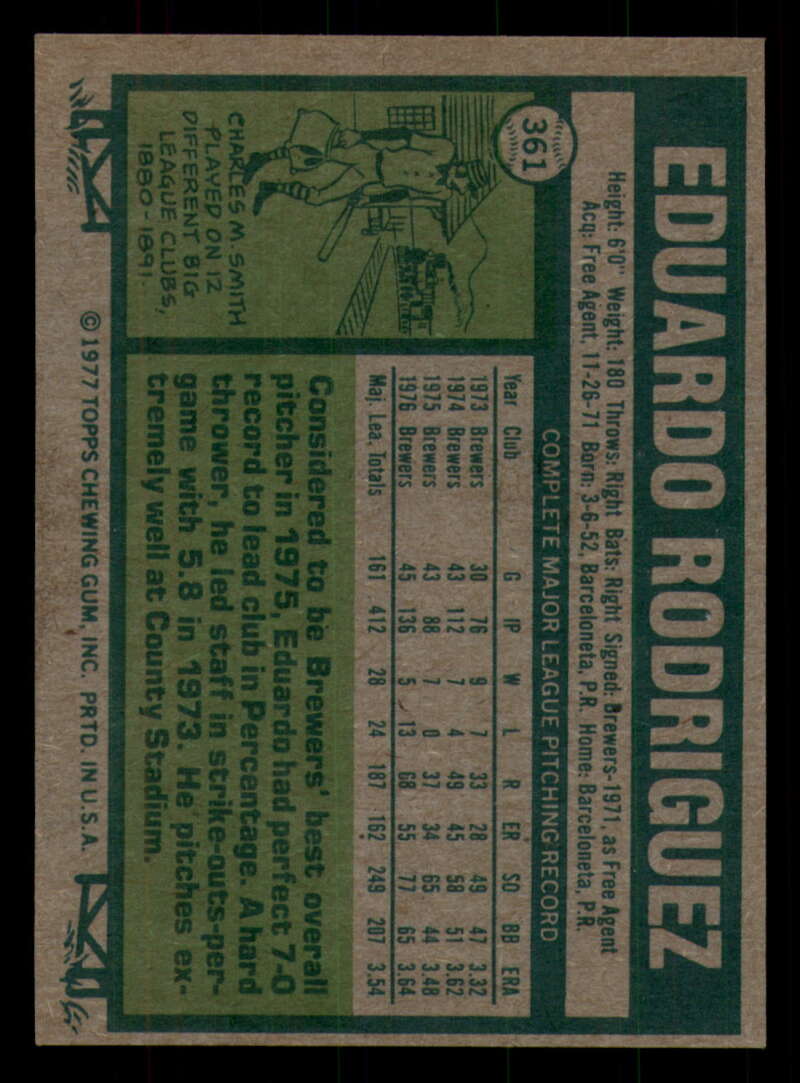 361
EDUARDO RODRIGUEZ
Height: 6'0" Weight: 180 Throws: Right Bats: Right Signed: Brewers-1971, as Free Agent
Acq: Free Agent, 11-26-71 Born: 3-6-52, Barceloneta, P.R. Home: Barceloneta, P.R.
COMPLETE MAJOR LEAGUE PITCHING RECORD
Year Club G IP W L R ER SO BB ERA
1973 Brewers 30 76 9 7 33 28 49 47 3.32
1974 Brewers 43 112 7 4 49 45 58 51 3.62
1975 Brewers 43 88 7 0 37 34 65 44 3.48
1976 Brewers 45 136 5 13 68 55 77 65 3.64
Maj. Lea. Totals 161 412 28 24 187 162 249 207 3.54
CHARLES M. SMITH
PLAYED ON 12
DIFFERENT BIG
LEAGUE CLUBS,
1880-1891.
Considered to be Brewers' best overall
pitcher in 1975, Eduardo had perfect 7-0
record to lead club in Percentage. A hard
thrower, he led staff in strike-outs-per-
game with 5.8 in 1973. He pitches ex-
tremely well at County Stadium.
© 1977 TOPPS CHEWING GUM, INC. PRTD. IN U.S.A.